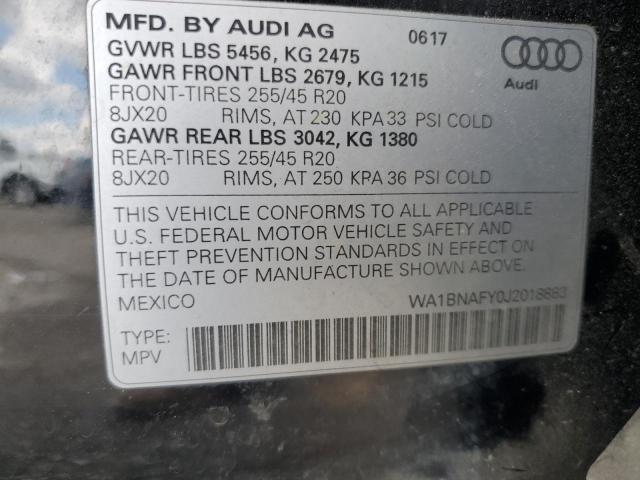 MFD. BY AUDI AG 0617
GVWR LBS 5456, KG 2475
GAWR FRONT LBS 2679, KG 1215
Audi
FRONT-TIRES 255/45 R20
8JX20 RIMS, AT 230 KPA 33 PSI COLD
GAWR REAR LBS 3042, KG 1380
REAR-TIRES 255/45 R20
8JX20 RIMS, AT 250 KPA 36 PSI COLD
THIS VEHICLE CONFORMS TO ALL APPLICABLE
U.S. FEDERAL MOTOR VEHICLE SAFETY AND
THEFT PREVENTION STANDARDS IN EFFECT ON
THE DATE OF MANUFACTURE SHOWN ABOVE.
MEXICO WA1BNAFY0J2018883
TYPE:
MPV